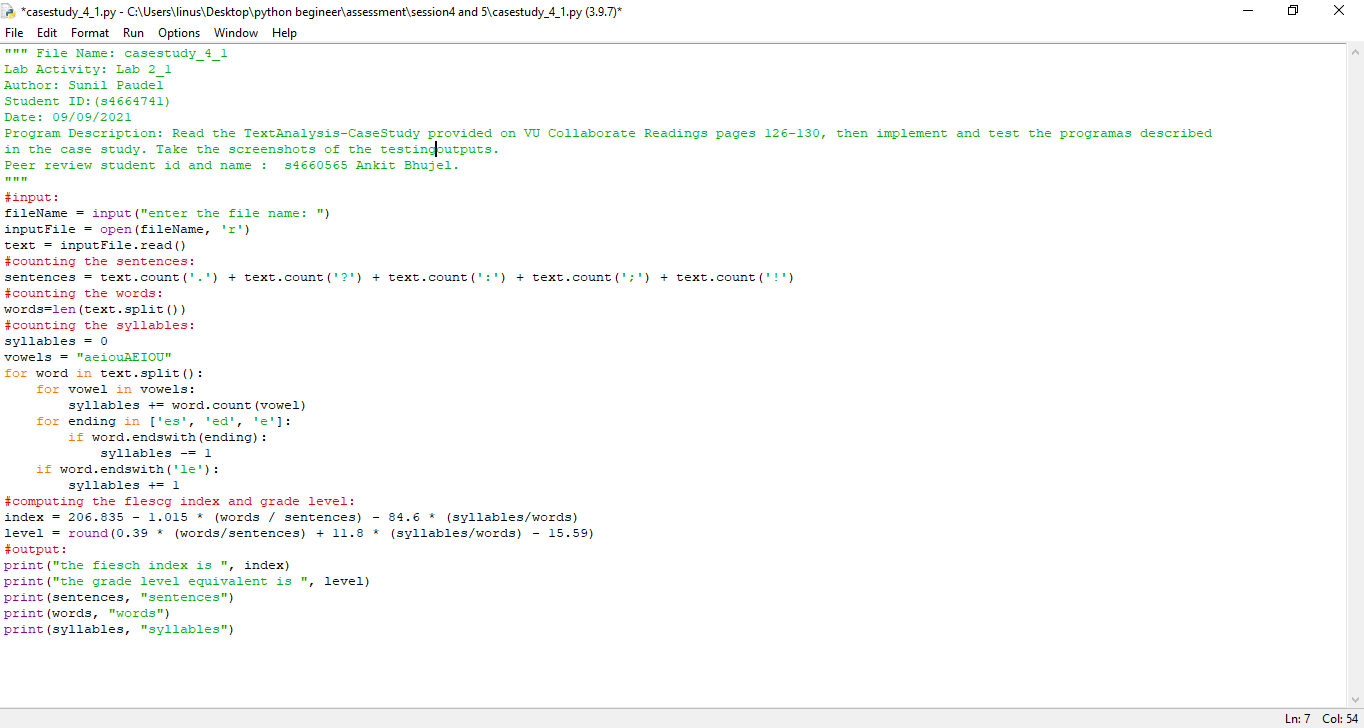 *casestudy_4_1.py - C:\Users\linus\Desktop\python begineer\assessment\session4 and 5\casestudy_4_1.py (3.9.7)*
File Edit Format Run Options Window Help
""" File Name: casestudy_4_1
Lab Activity: Lab 2_1
Author: Sunil Paudel
Student ID:(s4664741)
Date: 09/09/2021
Program Description: Read the TextAnalysis-CaseStudy provided on VU Collaborate Readings pages 126-130, then implement and test the programas described
in the case study. Take the screenshots of the testingoutputs.
Peer review student id and name :  s4660565 Ankit Bhujel.
"""
#input:
fileName = input("enter the file name: ")
inputFile = open(fileName, 'r')
text = inputFile.read()
#counting the sentences:
sentences = text.count('.') + text.count('?') + text.count(':') + text.count(';') + text.count('!')
#counting the words:
words=len(text.split())
#counting the syllables:
syllables = 0
vowels = "aeiouAEIOU"
for word in text.split():
    for vowel in vowels:
        syllables += word.count(vowel)
    for ending in ['es', 'ed', 'e']:
        if word.endswith(ending):
            syllables -= 1
    if word.endswith('le'):
        syllables += 1
#computing the flescg index and grade level:
index = 206.835 - 1.015 * (words / sentences) - 84.6 * (syllables/words)
level = round(0.39 * (words/sentences) + 11.8 * (syllables/words) - 15.59)
#output:
print("the fiesch index is ", index)
print("the grade level equivalent is ", level)
print(sentences, "sentences")
print(words, "words")
print(syllables, "syllables")
Ln: 7 Col: 54